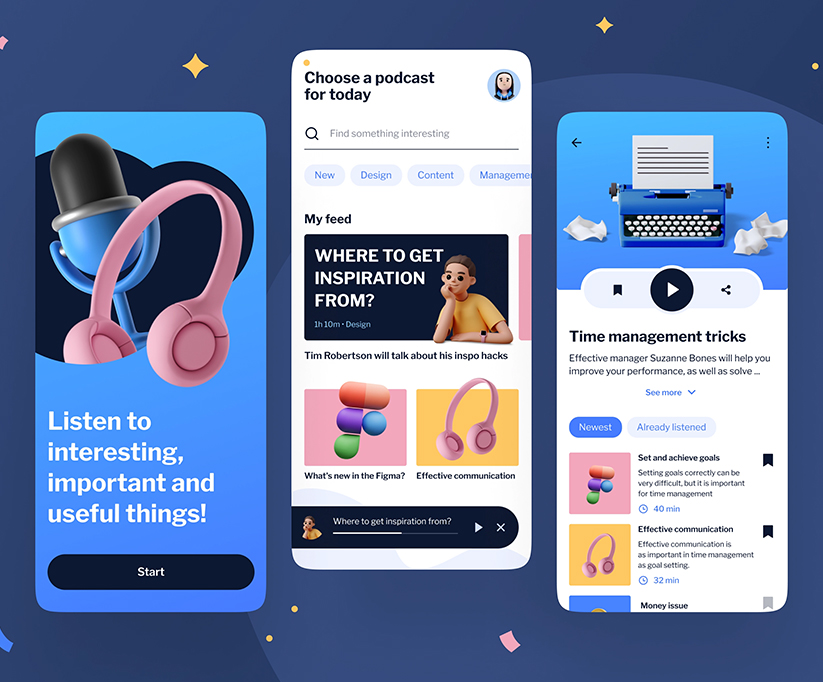 Listen to
interesting,
important and
useful things!
Start
Choose a podcast
for today
Find something interesting
New
Design
Content
Managemen
My feed
WHERE TO GET
INSPIRATION
FROM?
1h 10m • Design
Tim Robertson will talk about his inspo hacks
What's new in the Figma?
Effective communication
Where to get inspiration from?
Time management tricks
Effective manager Suzanne Bones will help you
improve your performance, as well as solve ...
See more
Newest
Already listened
Set and achieve goals
Setting goals correctly can be
very difficult, but it is important
for time management
40 min
Effective communication
Effective communication is
as important in time management
as goal setting.
32 min
Money issue